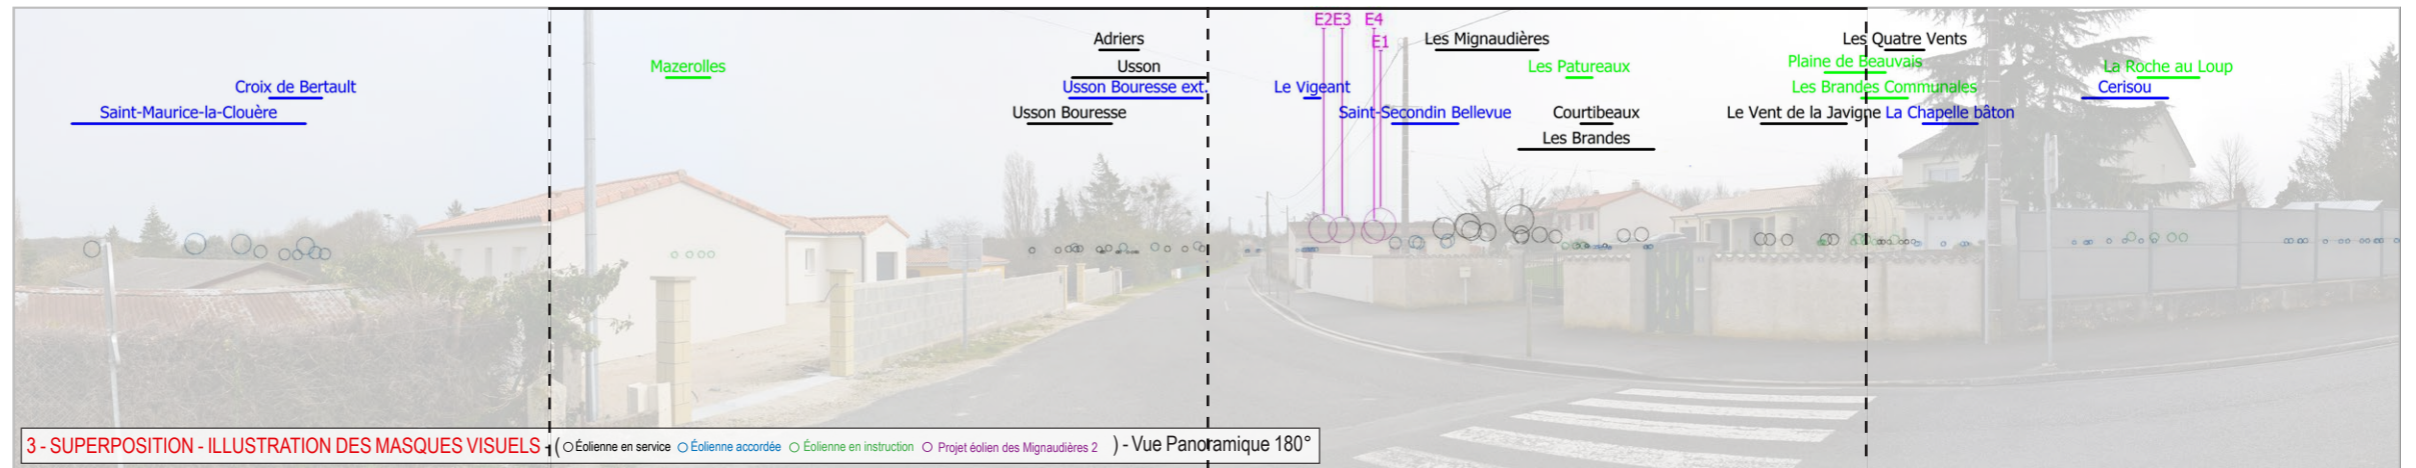 E2 E3 E4
Adriers Les Mignaudières Les Quatre Vents
E1
Mazerolles Usson Les Patureaux Plaine de Beauvais La Roche au Loup
Croix de Bertault Usson Bouresse ext. Le Vigeant Les Brandes Communales Cerisou
Saint-Maurice-la-Clouère Usson Bouresse Saint-Secondin Bellevue Courtibeaux Le Vent de la Javigne La Chapelle bâton
Les Brandes
3 - SUPERPOSITION - ILLUSTRATION DES MASQUES VISUELS - ( Éolienne en service Éolienne accordée Éolienne en instruction Projet éolien des Mignaudières 2 ) - Vue Panoramique 180°